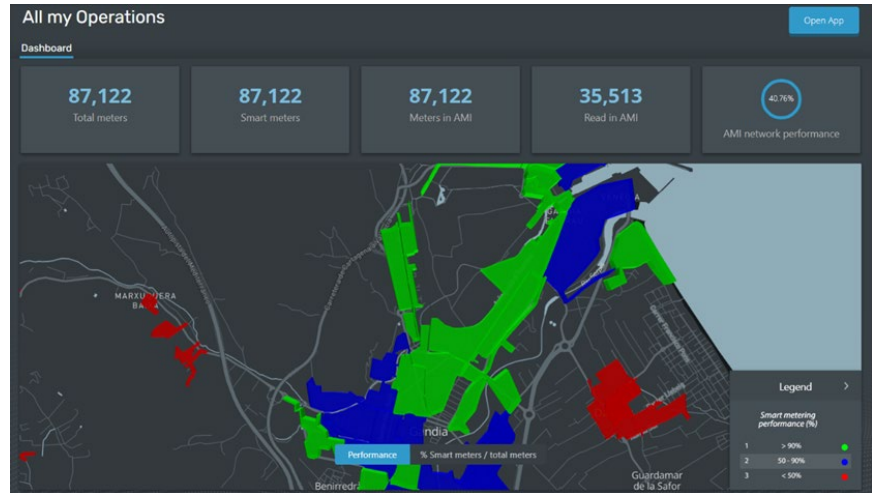 All my Operations
Open App
Dashboard
87,122
Total meters
87,122
Smart meters
87,122
Meters in AMI
35,513
Read in AMI
40.76%
AMI network performance
MARXUQUERA
BA
Gandia
Performance
% Smart meters / total meters
Benirredrà
Guardamar
de la Safor
Legend
Smart metering
performance (%)
1 > 90%
2 50 - 90%
3 < 50%